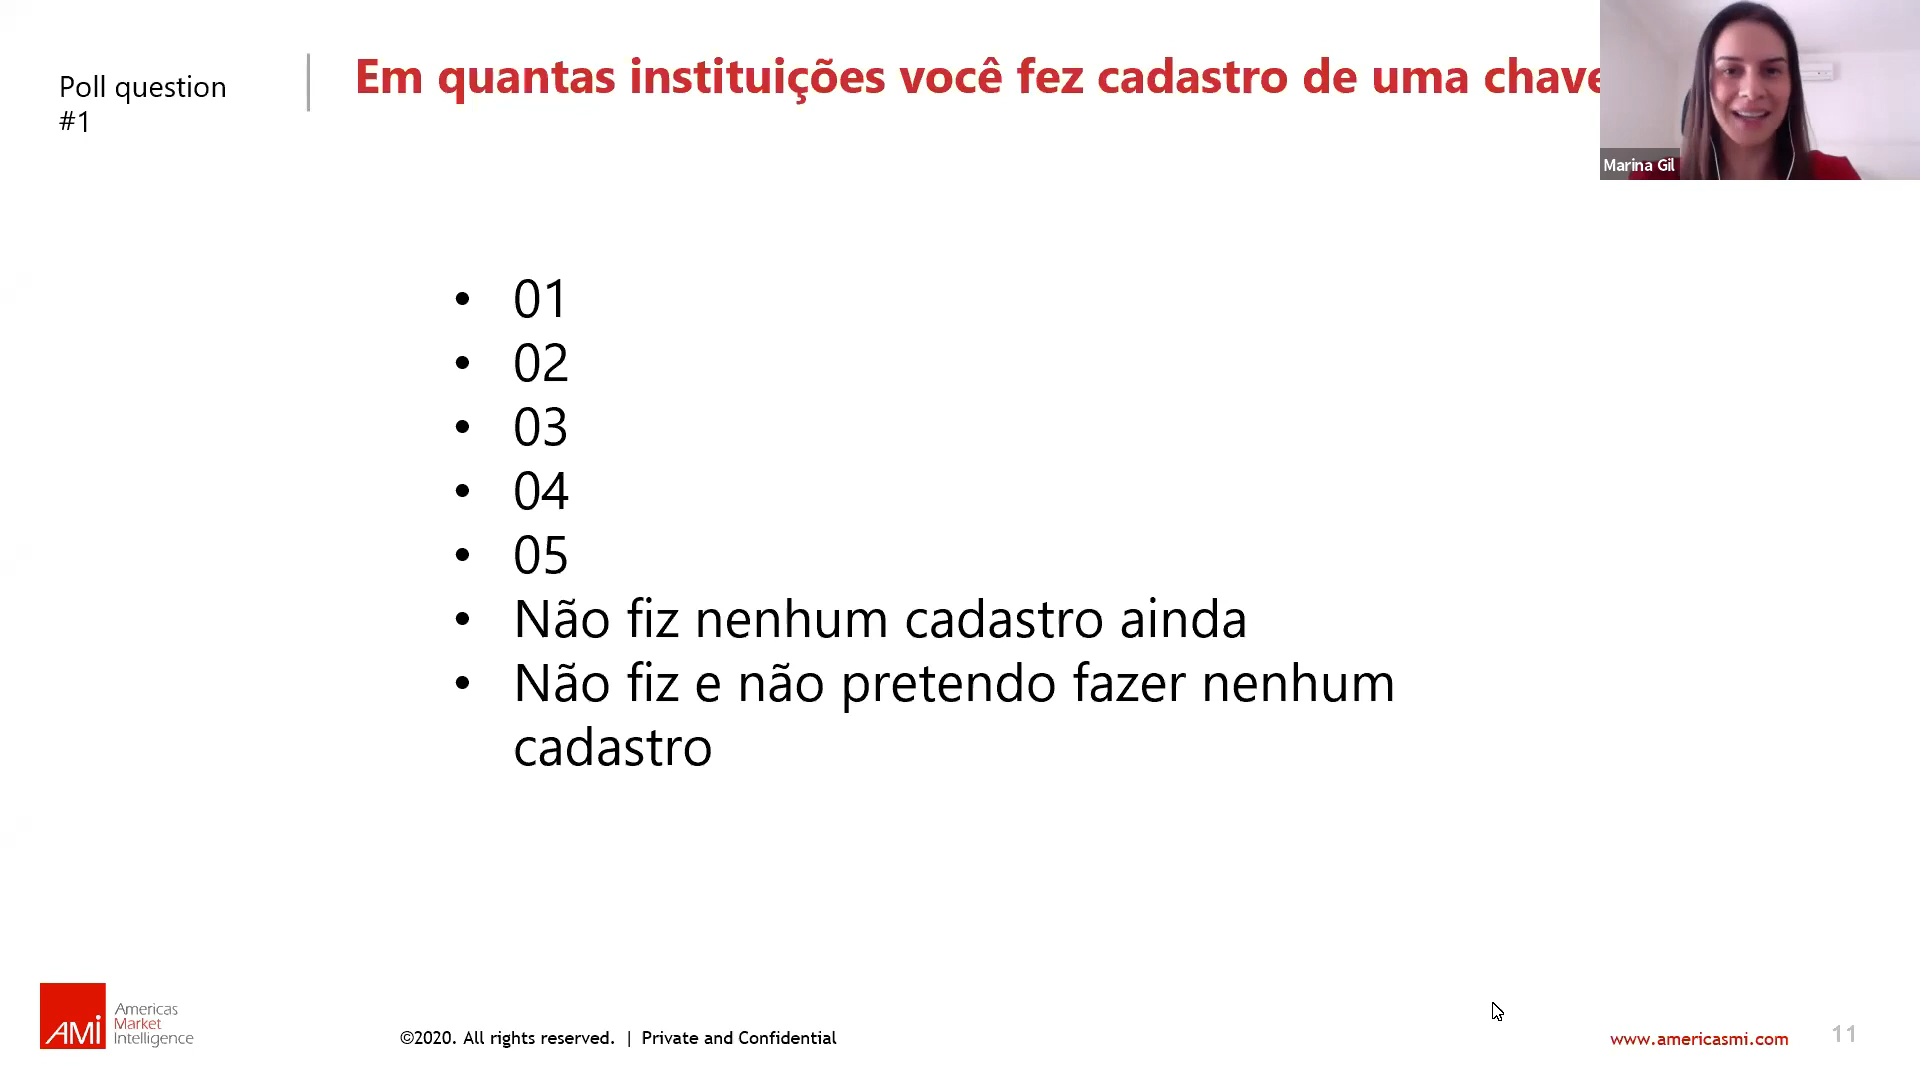 Poll question
#1
Em quantas instituições você fez cadastro de uma chave
Marina Gil
• 01
• 02
• 03
• 04
• 05
• Não fiz nenhum cadastro ainda
• Não fiz e não pretendo fazer nenhum
cadastro
AMi
Americas
Market
Intelligence
©2020. All rights reserved. | Private and Confidential
www.americasmi.com
11